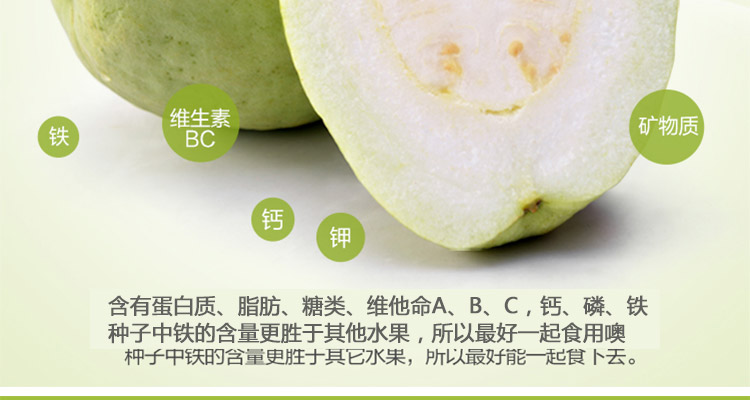 铁
维生素
BC
矿物质
钙
钾
含有蛋白质、脂肪、糖类、维他命A、B、C，钙、磷、铁
种子中铁的含量更胜于其他水果，所以最好一起食用噢
种子中铁的含量更胜于其它水果，所以最好能一起食下去。